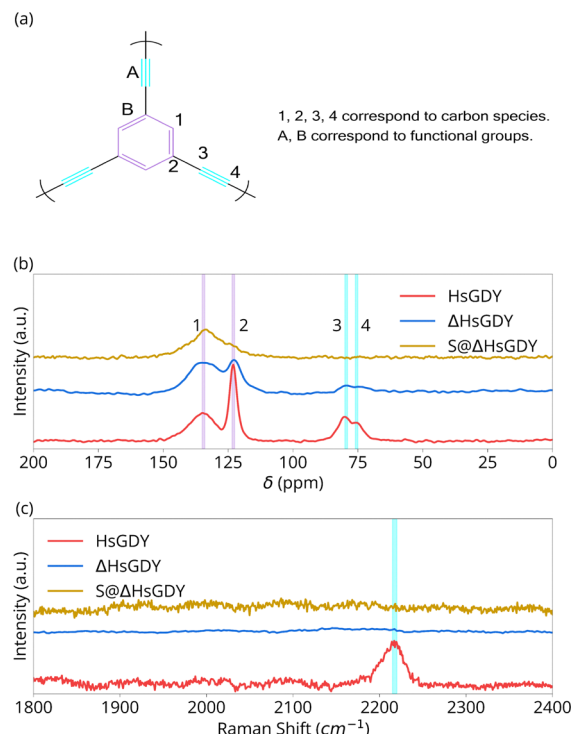 (a)
A
B
1
2
3
4
1, 2, 3, 4 correspond to carbon species.
A, B correspond to functional groups.
(b)
Intensity (a.u.)
1
2
3
4
HsGDY
ΔHsGDY
S@ΔHsGDY
200
175
150
125
100
75
50
25
0
δ (ppm)
(c)
Intensity (a.u.)
HsGDY
ΔHsGDY
S@ΔHsGDY
1800
1900
2000
2100
2200
2300
2400
Raman Shift (cm⁻¹)